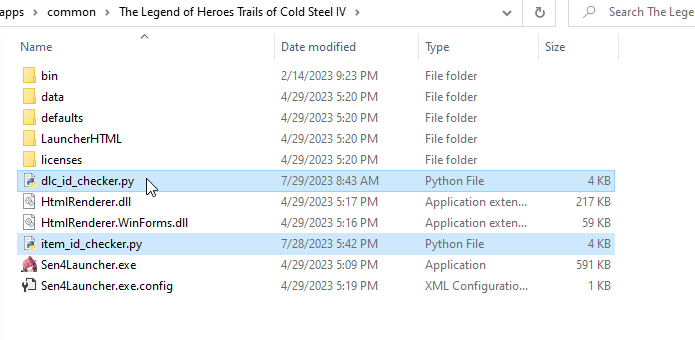 apps > common > The Legend of Heroes Trails of Cold Steel IV > Search The Lege
Name Date modified Type Size
bin 2/14/2023 9:23 PM File folder
data 4/29/2023 5:20 PM File folder
defaults 4/29/2023 5:20 PM File folder
LauncherHTML 4/29/2023 5:20 PM File folder
licenses 4/29/2023 5:20 PM File folder
dlc_id_checker.py 7/29/2023 8:43 AM Python File 4 KB
HtmlRenderer.dll 4/29/2023 5:17 PM Application exten... 217 KB
HtmlRenderer.WinForms.dll 4/29/2023 5:16 PM Application exten... 59 KB
item_id_checker.py 7/28/2023 5:42 PM Python File 4 KB
Sen4Launcher.exe 4/29/2023 5:09 PM Application 591 KB
Sen4Launcher.exe.config 4/29/2023 5:19 PM XML Configuratio... 1 KB